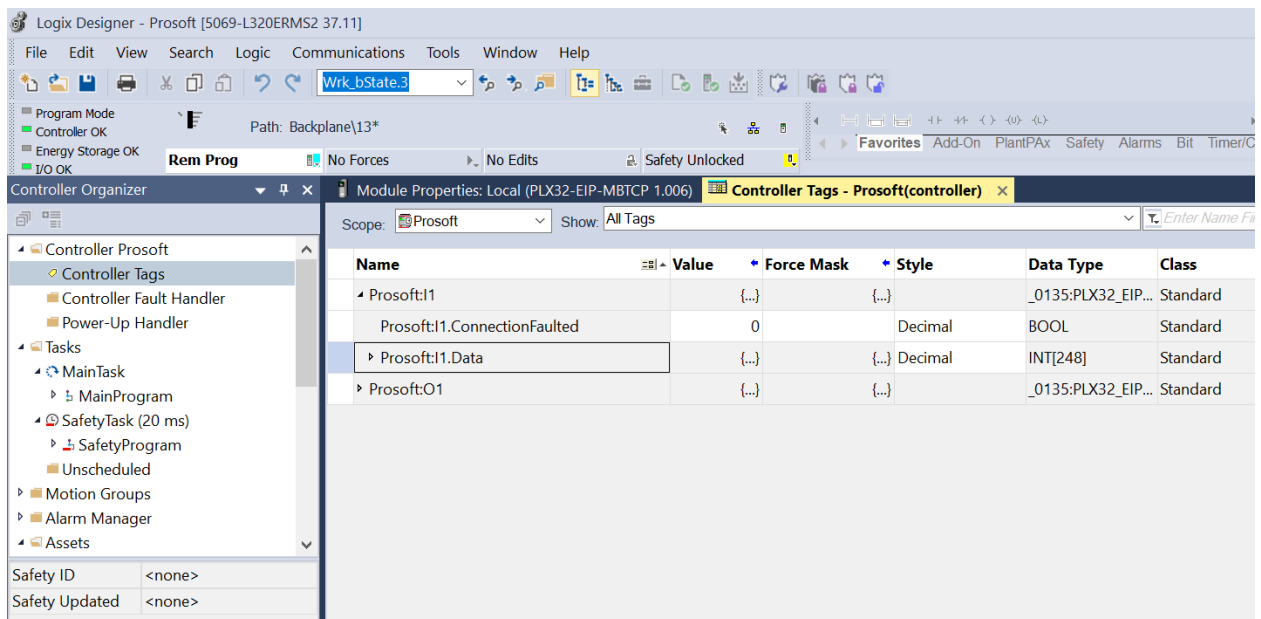 Logix Designer - Prosoft [5069-L320ERMS2 37.11]
File Edit View Search Logic Communications Tools Window Help
Wrk_bState.3
Program Mode
Controller OK
Energy Storage OK
I/O OK
Path: Backplane\13*
Rem Prog
No Forces
No Edits
Safety Unlocked
Favorites Add-On PlantPAx Safety Alarms Bit Timer/C
Controller Organizer
Module Properties: Local (PLX32-EIP-MBTCP 1.006)
Controller Tags - Prosoft(controller)
Scope: Prosoft Show: All Tags
Enter Name Fi
Controller Prosoft
Controller Tags
Controller Fault Handler
Power-Up Handler
Tasks
MainTask
MainProgram
SafetyTask (20 ms)
SafetyProgram
Unscheduled
Motion Groups
Alarm Manager
Assets
Safety ID <none>
Safety Updated <none>
Name Value Force Mask Style Data Type Class
Prosoft:I1 {...} {...} _0135:PLX32_EIP... Standard
Prosoft:I1.ConnectionFaulted 0 Decimal BOOL Standard
Prosoft:I1.Data {...} {...} Decimal INT[248] Standard
Prosoft:O1 {...} {...} _0135:PLX32_EIP... Standard